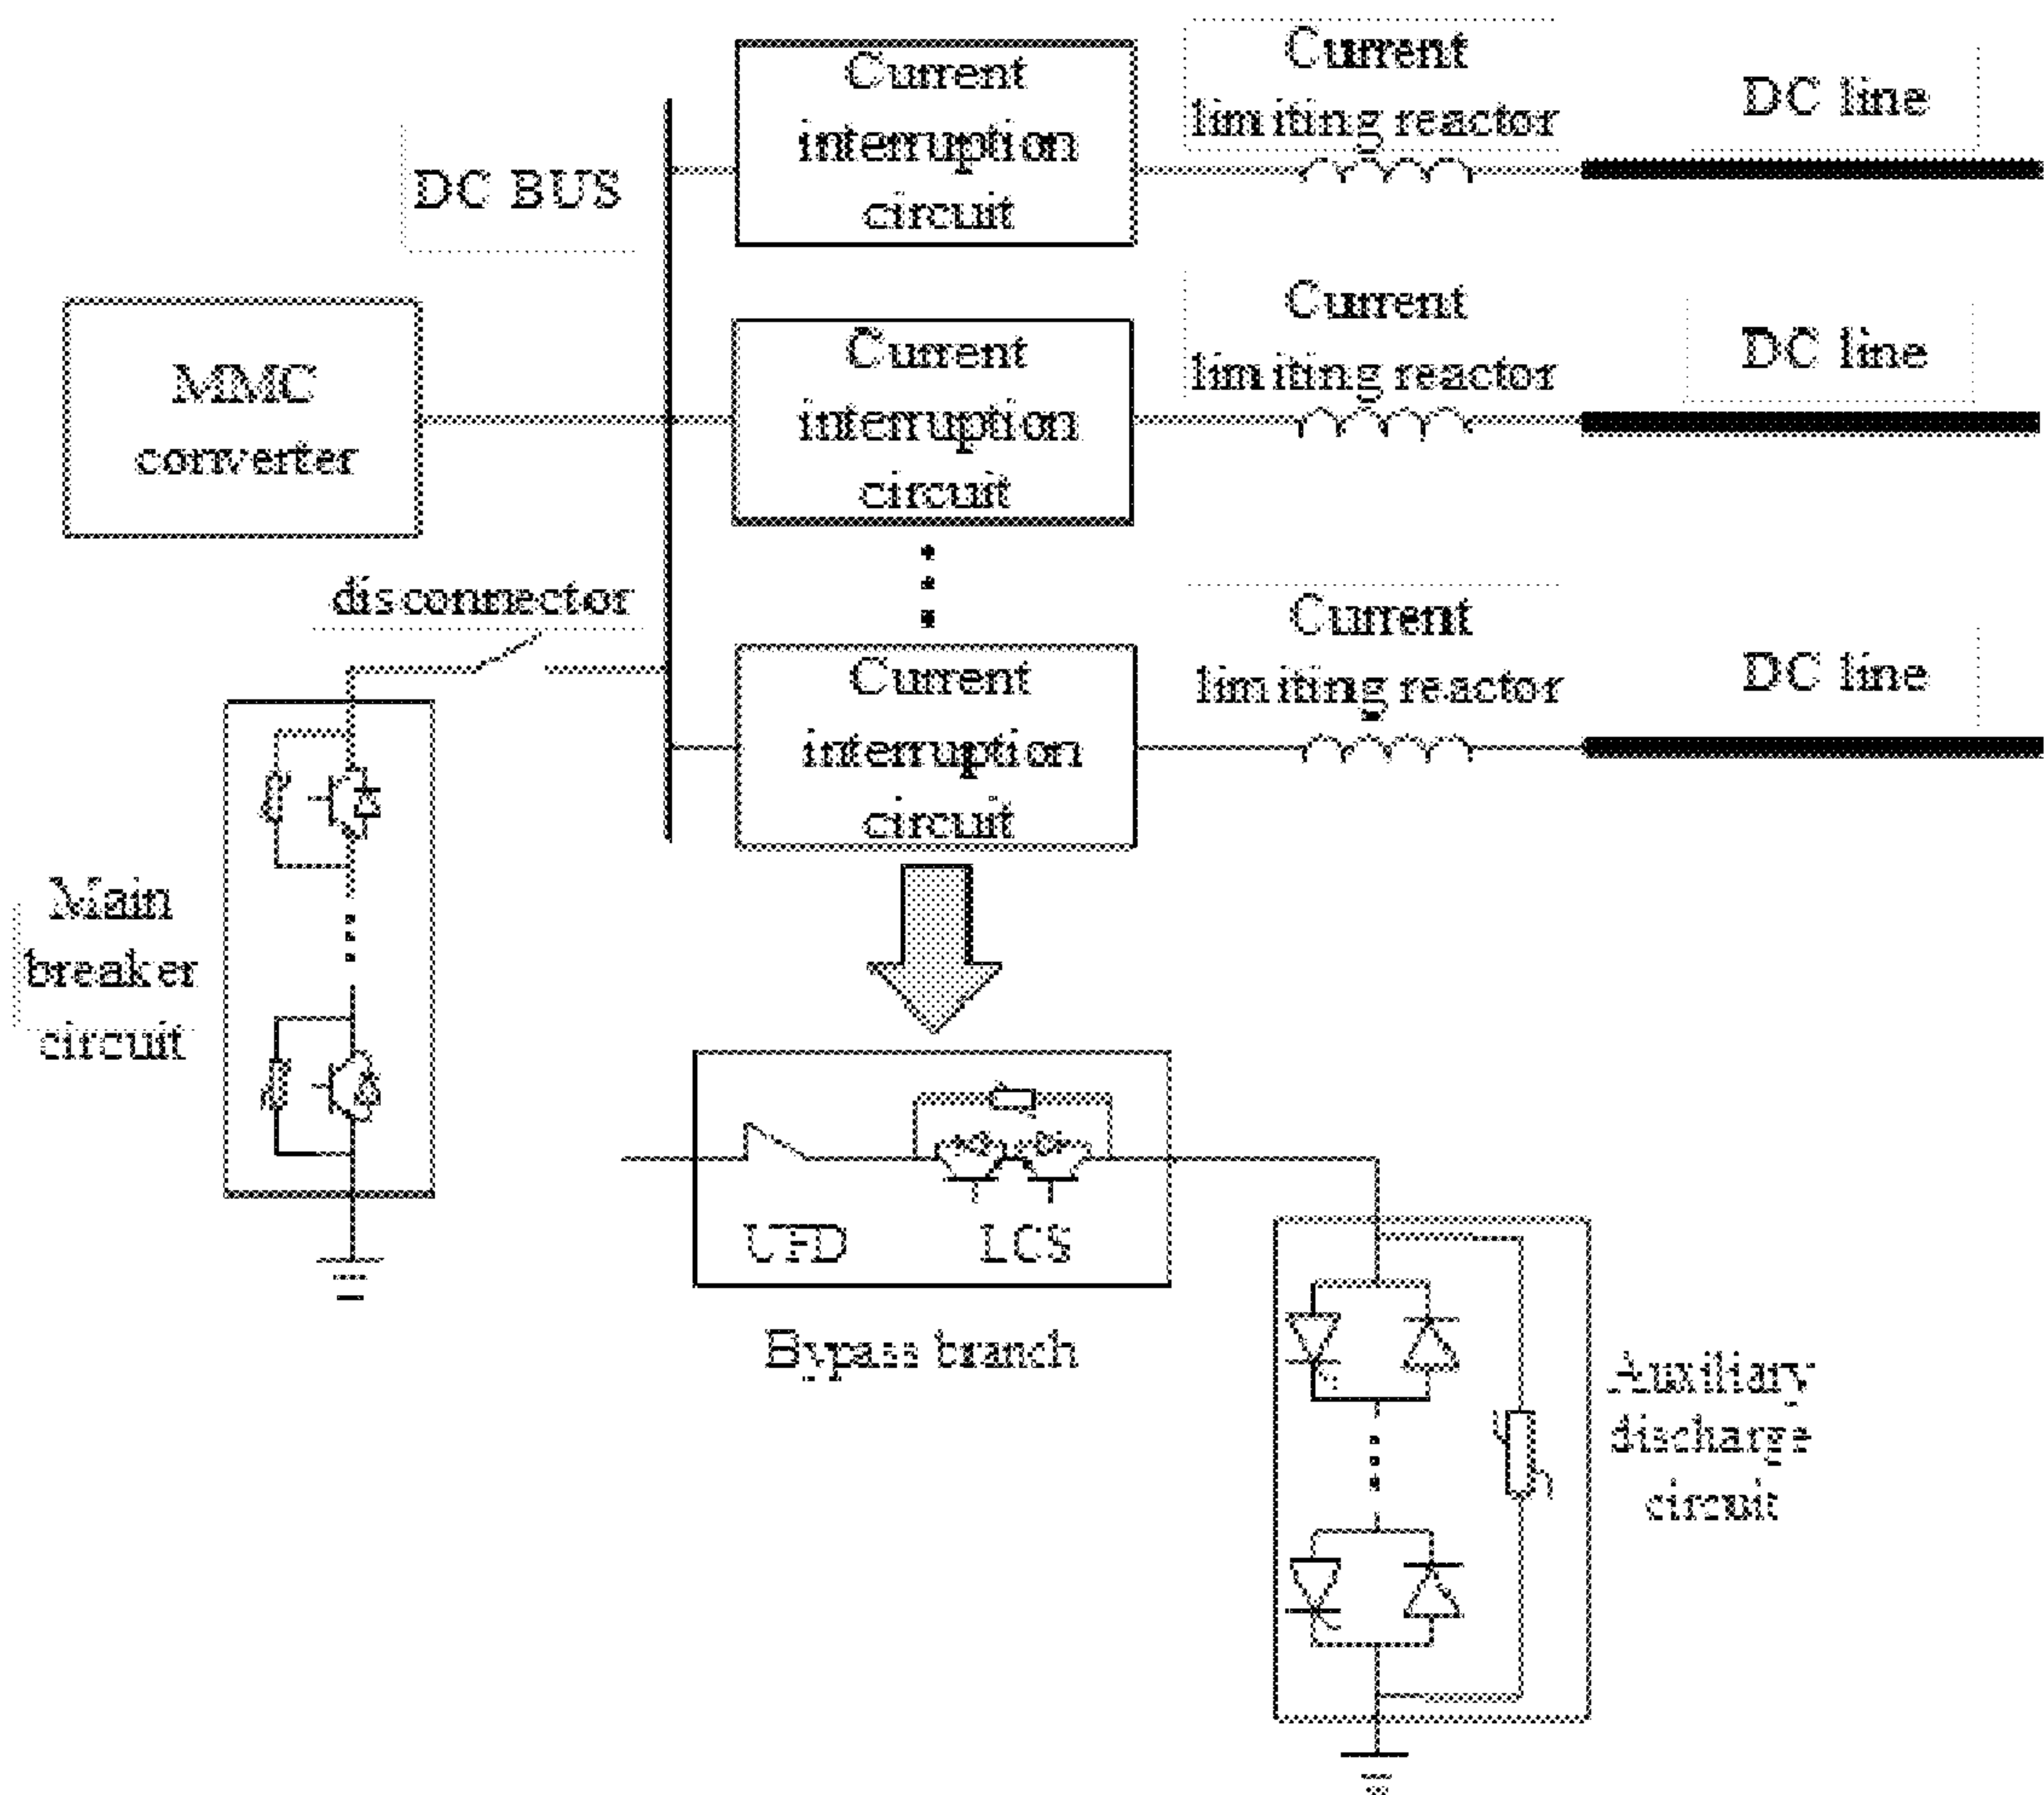 Current
interruption
circuit
Current
limiting reactor
DC line
DC BUS
MMC
converter
Current
interruption
circuit
Current
limiting reactor
DC line
disconnector
Current
interruption
circuit
Current
limiting reactor
DC line
Main
breaker
circuit
UFD
LCS
Bypass branch
Auxiliary
discharge
circuit